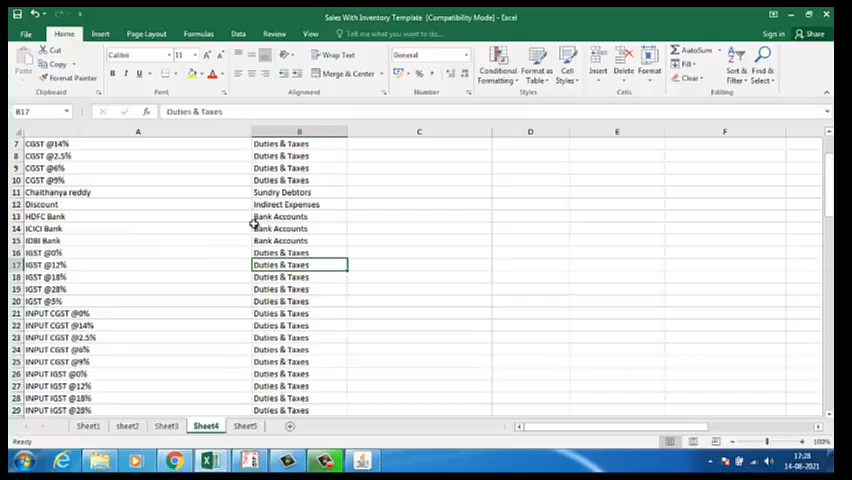 Sales With Inventory Template [Compatibility Mode] - Excel
File Home Insert Page Layout Formulas Data Review View Tell me what you want to do... Sign in Share
Cut
Copy
Format Painter
Paste
Clipboard
Calibri 11
B I U
Font
Wrap Text
Merge & Center
Alignment
General
%
Number
Conditional Formatting
Format as Table
Cell Styles
Styles
Insert Delete Format
Cells
AutoSum
Fill
Clear
Sort & Filter
Find & Select
Editing
B17 fx Duties & Taxes
A B C D E F
7 CGST @14% Duties & Taxes
8 CGST @2.5% Duties & Taxes
9 CGST @6% Duties & Taxes
10 CGST @9% Duties & Taxes
11 Chaithanya reddy Sundry Debtors
12 Discount Indirect Expenses
13 HDFC Bank Bank Accounts
14 ICICI Bank Bank Accounts
15 IDBI Bank Bank Accounts
16 IGST @0% Duties & Taxes
17 IGST @12% Duties & Taxes
18 IGST @18% Duties & Taxes
19 IGST @28% Duties & Taxes
20 IGST @5% Duties & Taxes
21 INPUT CGST @0% Duties & Taxes
22 INPUT CGST @14% Duties & Taxes
23 INPUT CGST @2.5% Duties & Taxes
24 INPUT CGST @6% Duties & Taxes
25 INPUT CGST @9% Duties & Taxes
26 INPUT IGST @0% Duties & Taxes
27 INPUT IGST @12% Duties & Taxes
28 INPUT IGST @18% Duties & Taxes
29 INPUT IGST @28% Duties & Taxes
Sheet1 sheet2 Sheet3 Sheet4 Sheet5
Ready 100%
17:28
14-08-2021